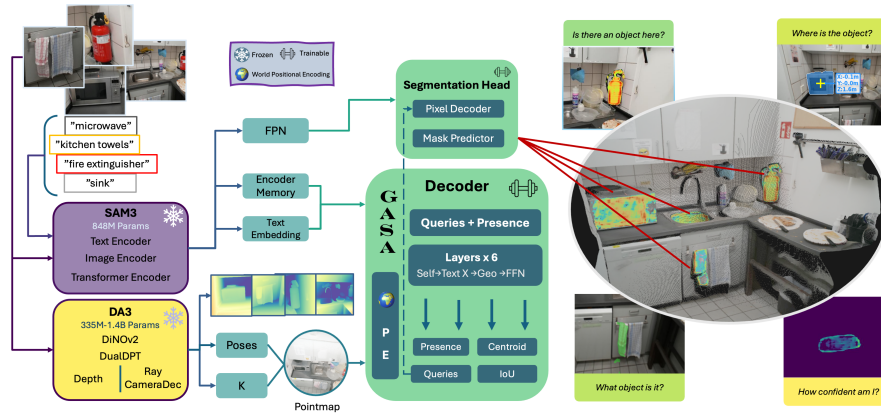 "microwave"
"kitchen towels"
"fire extinguisher"
"sink"
SAM3
848M Params
Text Encoder
Image Encoder
Transformer Encoder
DA3
335M-1.4B Params
DiNOv2
DualDPT
Depth
Ray
CameraDec
Frozen
Trainable
World Positional Encoding
FPN
Encoder
Memory
Text
Embedding
Poses
K
Pointmap
Segmentation Head
Pixel Decoder
Mask Predictor
GASA
Decoder
Queries + Presence
Layers x 6
Self→Text X →Geo →FFN
PE
Presence
Centroid
Queries
IoU
Is there an object here?
Where is the object?
X:-0.1m
Y:-0.0m
Z:1.6m
What object is it?
How confident am I?